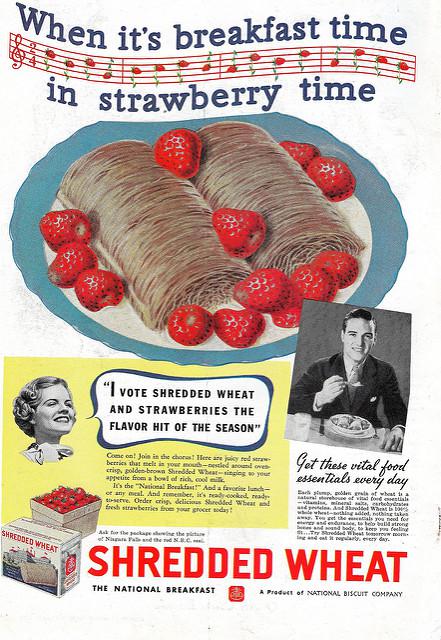 When it's breakfast time
in strawberry time
"I VOTE SHREDDED WHEAT
AND STRAWBERRIES THE
FLAVOR HIT OF THE SEASON"
Come on! Join in the chorus! Here are juicy red straw-
berries that melt in your mouth—nestled around oven-
crisp, golden-brown Shredded Wheat—singing to your
appetite from a bowl of rich, cool milk.
It's the "National Breakfast!" And a favorite lunch—
or any meal. And remember, it's ready-cooked, ready-
to-serve. Order crisp, delicious Shredded Wheat and
fresh strawberries from your grocer today!
Get these vital food
essentials every day
Each plump, golden grain of wheat is a
natural storehouse of vital food essentials
—vitamins, mineral salts, carbohydrates
and proteins. And Shredded Wheat is 100%
whole wheat—nothing added, nothing taken
away. You get the essentials you need for
energy and endurance, to help build strong
bones and sound body, to keep you feeling
fit....Try Shredded Wheat tomorrow morn-
ing and eat it regularly, every day.
Ask for the package showing the picture
of Niagara Falls and the red N.B.C. seal.
SHREDDED WHEAT
SHREDDED WHEAT
THE NATIONAL BREAKFAST
A Product of NATIONAL BISCUIT COMPANY